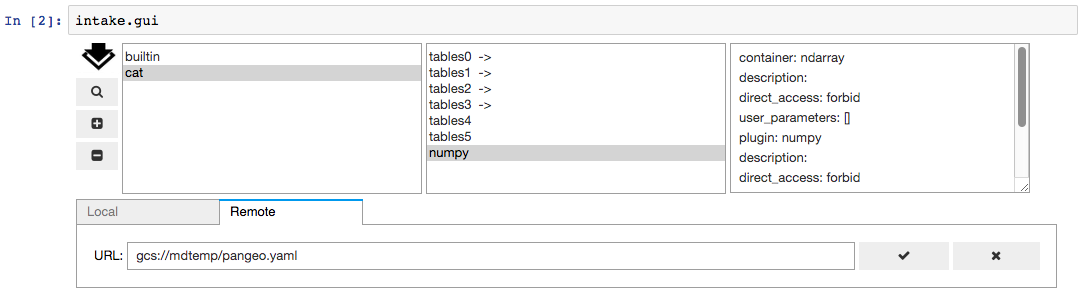 In [2]: intake.gui
builtin
cat
tables0 ->
tables1 ->
tables2 ->
tables3 ->
tables4
tables5
numpy
container: ndarray
description:
direct_access: forbid
user_parameters: []
plugin: numpy
description:
direct_access: forbid
Local Remote
URL: gcs://mdtemp/pangeo.yaml